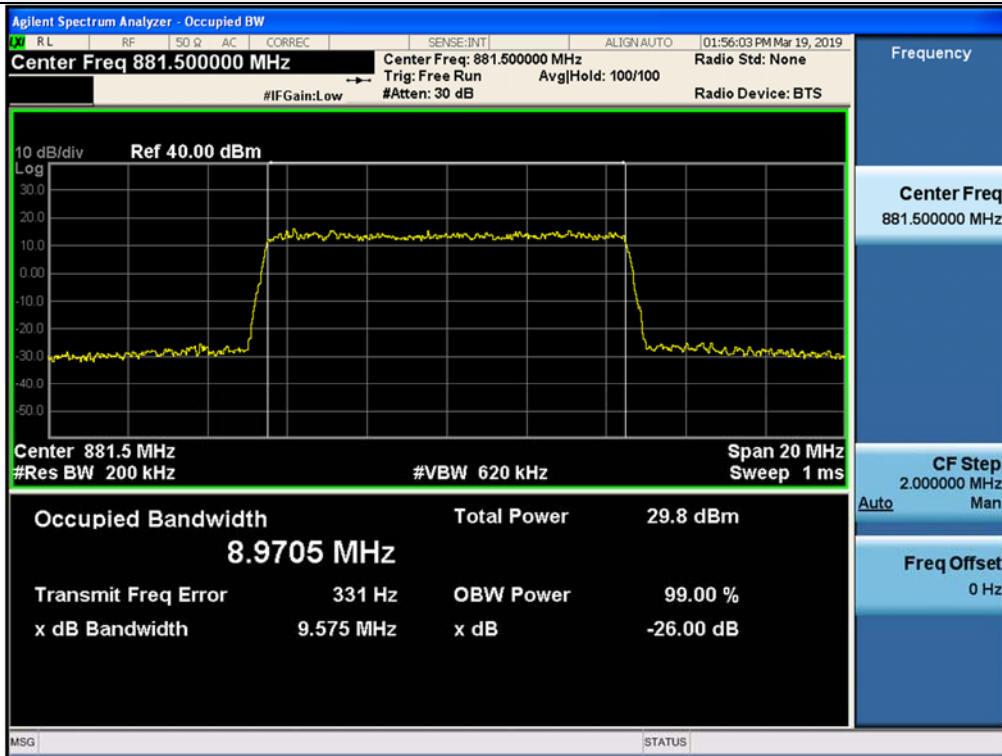 Agilent Spectrum Analyzer - Occupied BW
LXI RL RF 50 Ω AC CORREC SENSE:INT ALIGNAUTO 01:56:03 PM Mar 19, 2019
Center Freq 881.500000 MHz
Center Freq: 881.500000 MHz
Radio Std: None
Trig: Free Run Avg|Hold: 100/100
#IFGain:Low
#Atten: 30 dB
Radio Device: BTS
10 dB/div Ref 40.00 dBm
Log
30.0
20.0
10.0
0.00
-10.0
-20.0
-30.0
-40.0
-50.0
Center 881.5 MHz Span 20 MHz
#Res BW 200 kHz #VBW 620 kHz Sweep 1 ms
Occupied Bandwidth Total Power 29.8 dBm
8.9705 MHz
Transmit Freq Error 331 Hz OBW Power 99.00 %
x dB Bandwidth 9.575 MHz x dB -26.00 dB
MSG STATUS
Frequency
Center Freq
881.500000 MHz
CF Step
2.000000 MHz
Auto Man
Freq Offset
0 Hz